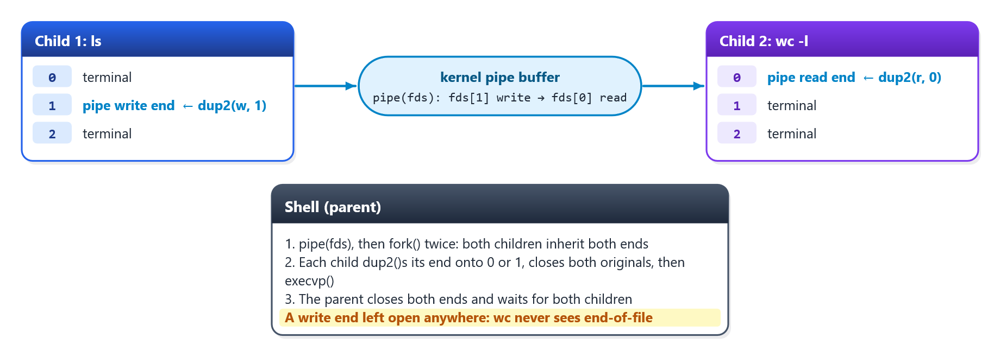 Child 1: ls
0 terminal
1 pipe write end ← dup2(w, 1)
2 terminal
kernel pipe buffer
pipe(fds): fds[1] write → fds[0] read
Child 2: wc -l
0 pipe read end ← dup2(r, 0)
1 terminal
2 terminal
Shell (parent)
1. pipe(fds), then fork() twice: both children inherit both ends
2. Each child dup2()s its end onto 0 or 1, closes both originals, then
execvp()
3. The parent closes both ends and waits for both children
A write end left open anywhere: wc never sees end-of-file